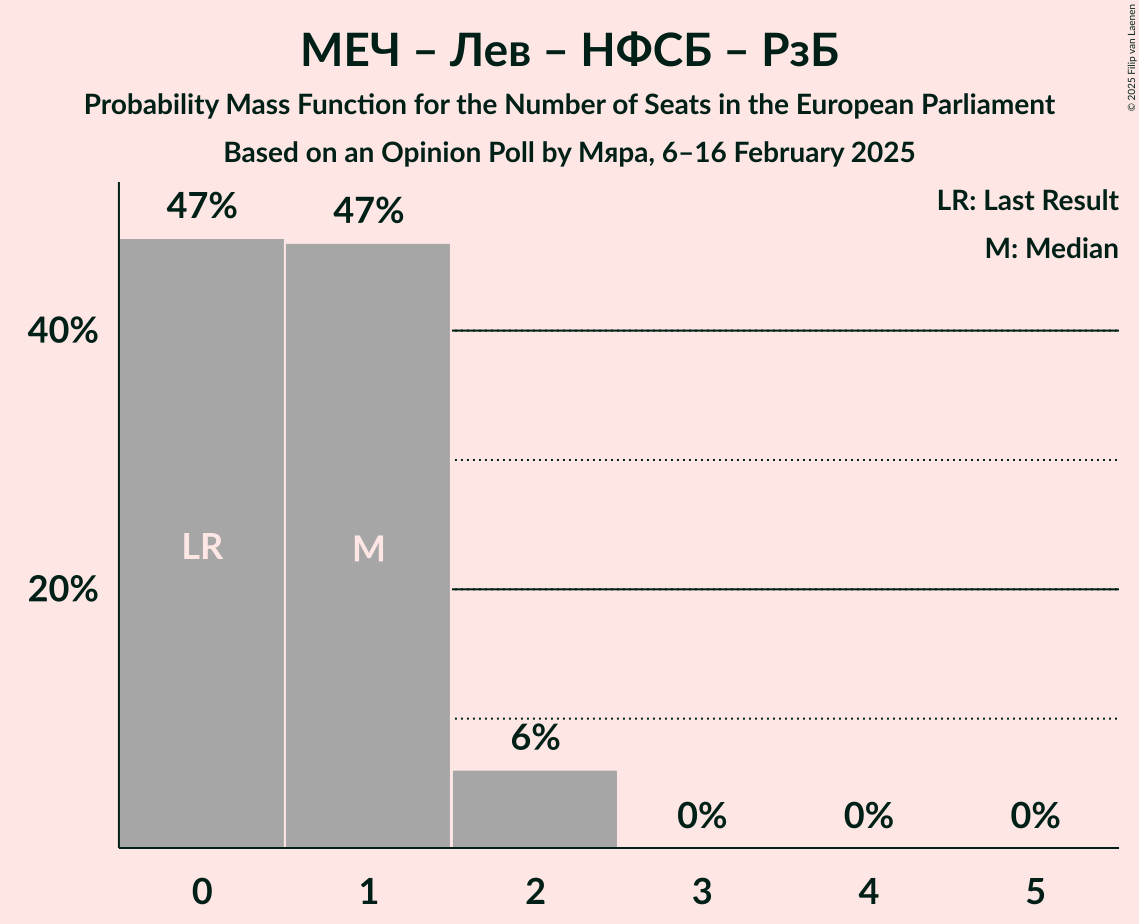 МЕЧ – Лев – НФСБ – РзБ
Probability Mass Function for the Number of Seats in the European Parliament
Based on an Opinion Poll by Мяра, 6–16 February 2025
© 2025 Filip van Laenen
LR: Last Result
M: Median
47%
47%
40%
LR
M
20%
6%
0%
0%
0%
0
1
2
3
4
5